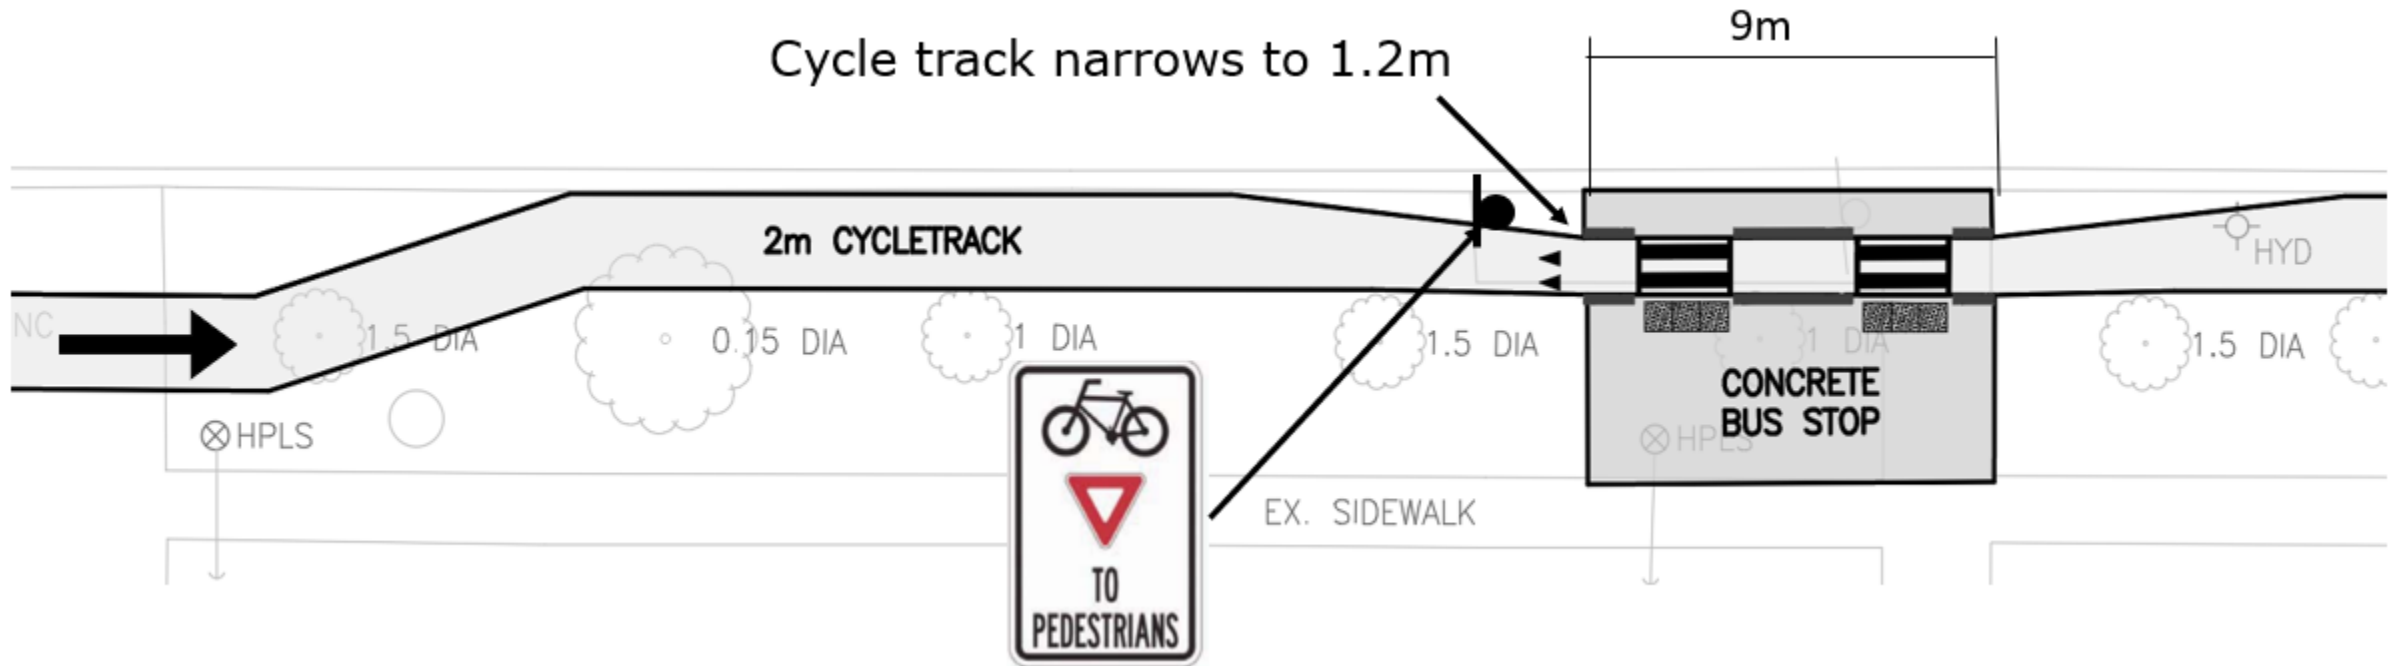 9m
Cycle track narrows to 1.2m
2m CYCLETRACK
HYD
NC
1.5 DIA
0.15 DIA
1 DIA
1.5 DIA
1 DIA
1.5 DIA
CONCRETE
BUS STOP
HPLS
HPLS
EX. SIDEWALK
TO
PEDESTRIANS